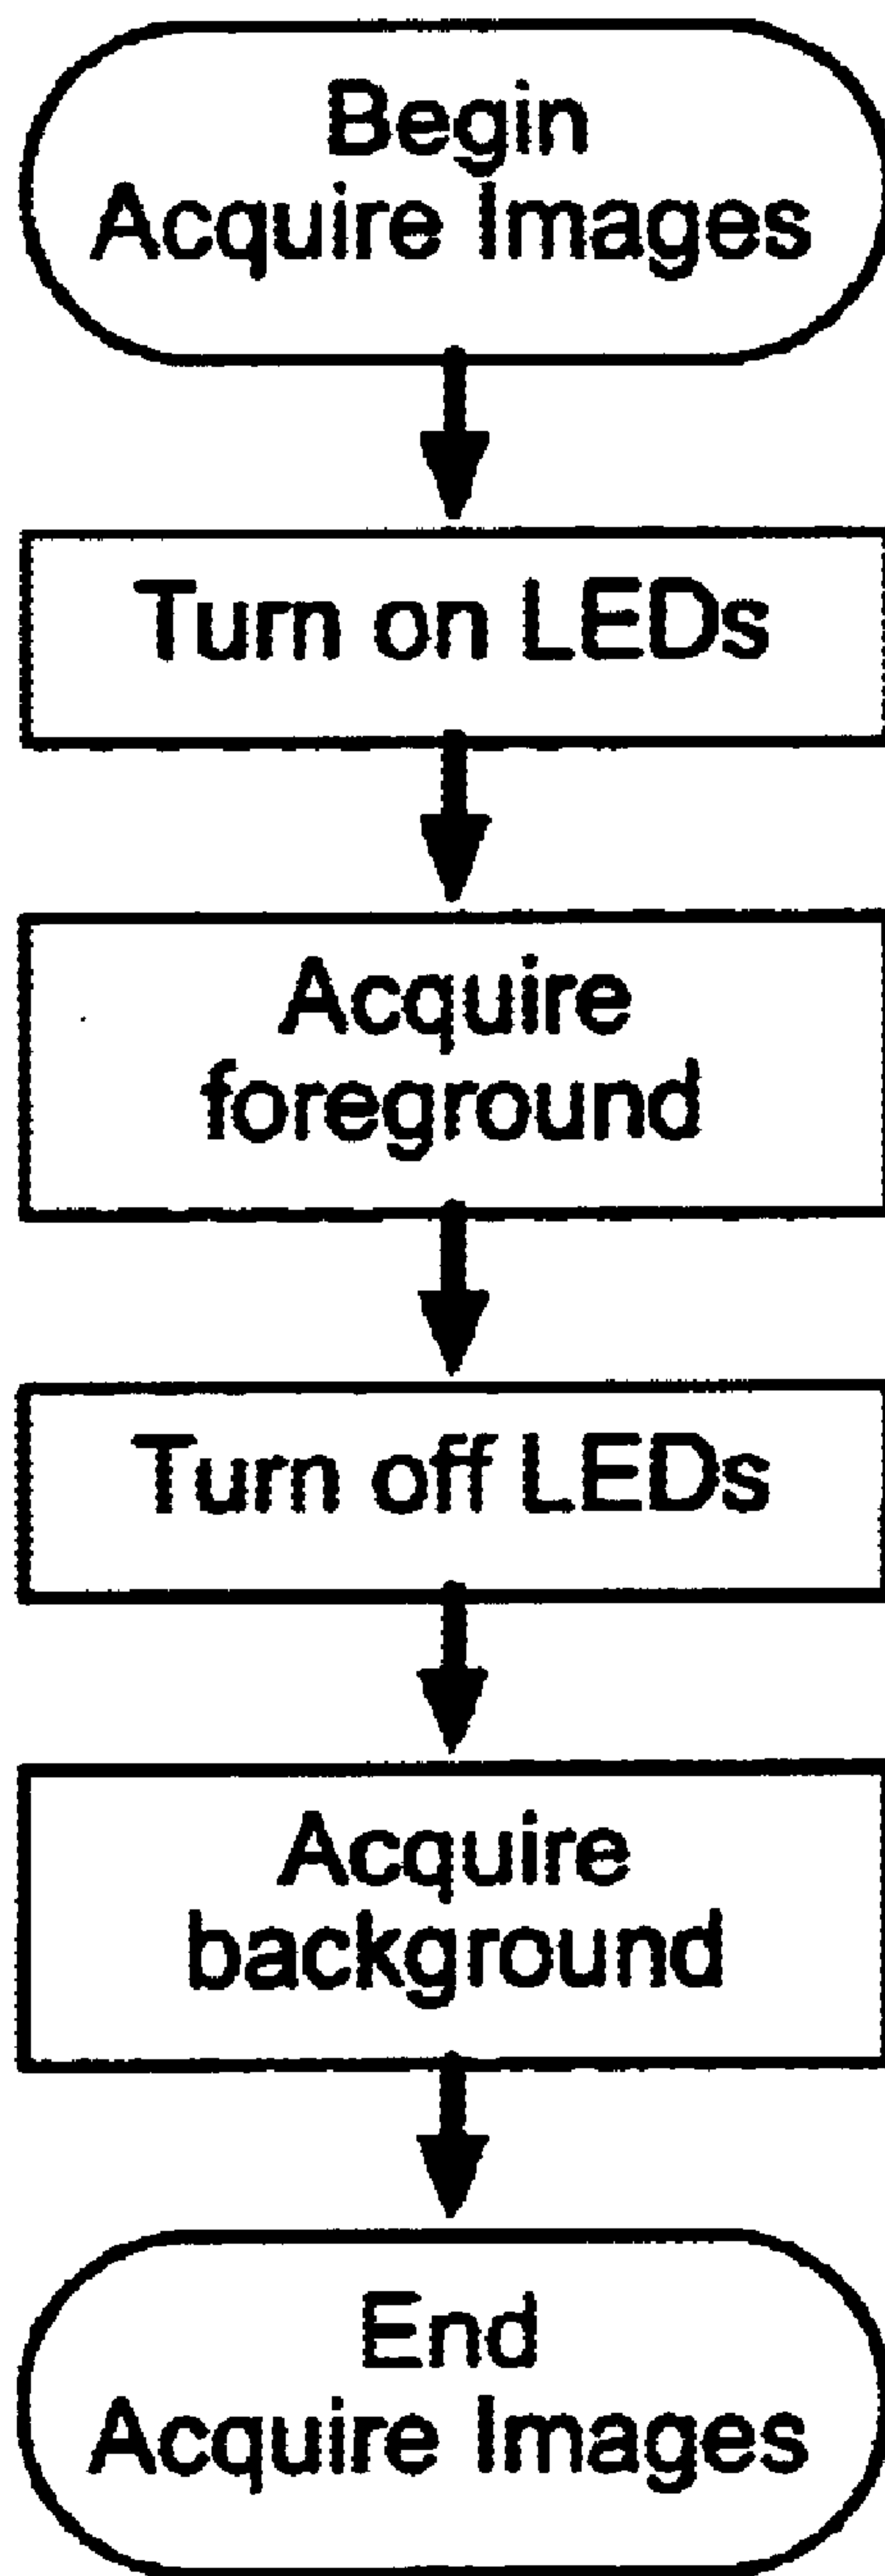 Begin
Acquire Images
Turn on LEDs
Acquire
foreground
Turn off LEDs
Acquire
background
End
Acquire Images